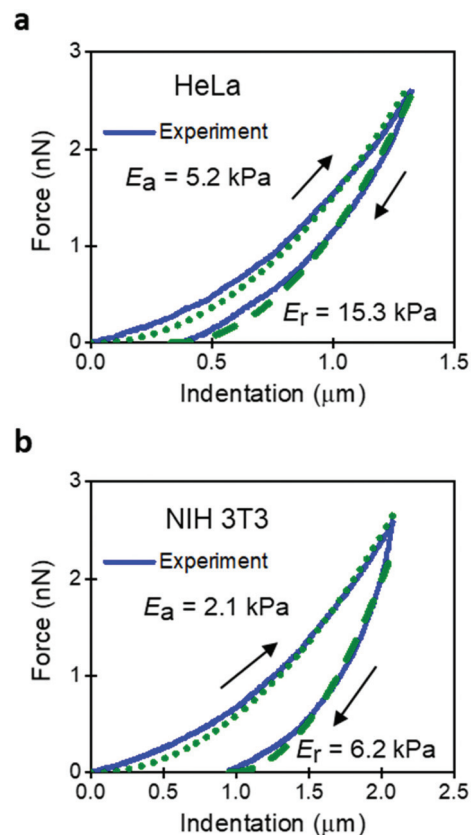 a
3
HeLa
Experiment
2
Eₐ = 5.2 kPa
Force (nN)
1
Eᵣ = 15.3 kPa
0
0.0 0.5 1.0 1.5
Indentation (μm)
b
3
NIH 3T3
Experiment
2
Eₐ = 2.1 kPa
Force (nN)
1
Eᵣ = 6.2 kPa
0
0.0 0.5 1.0 1.5 2.0 2.5
Indentation (μm)